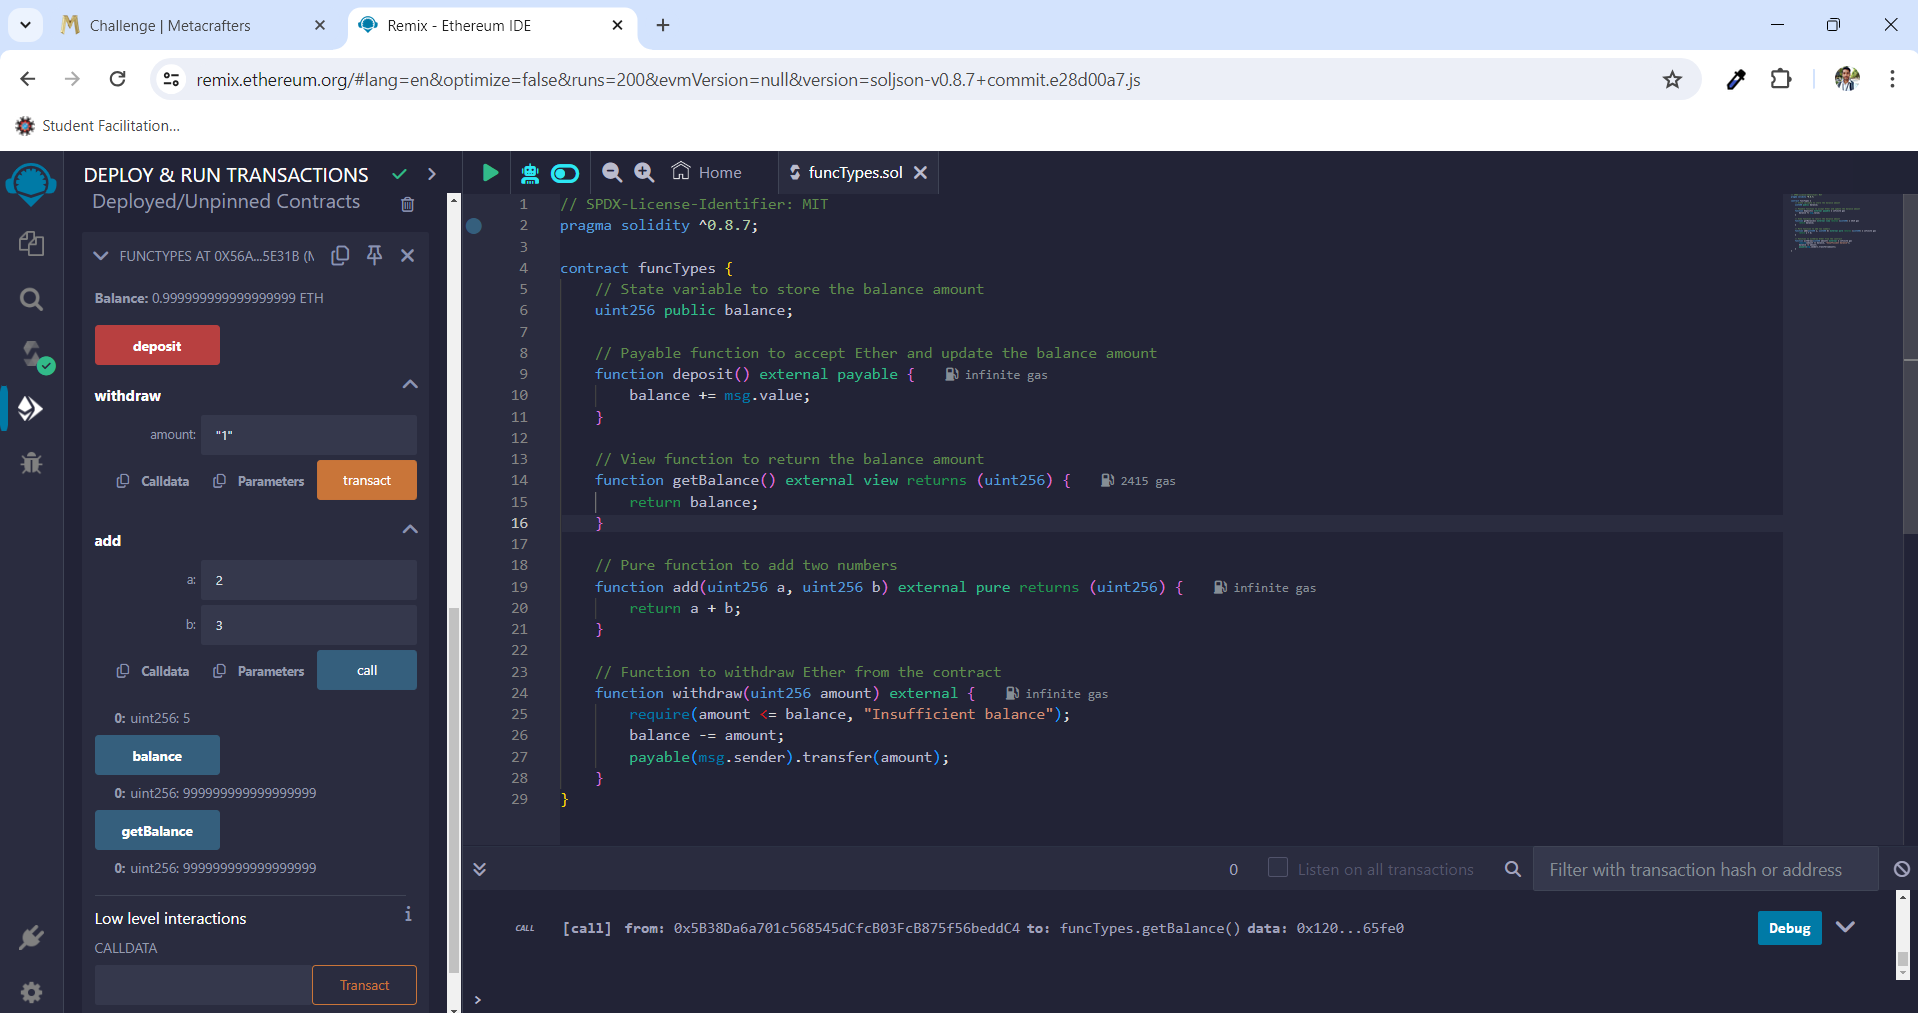 Challenge | Metacrafters
Remix - Ethereum IDE
remix.ethereum.org/#lang=en&optimize=false&runs=200&evmVersion=null&version=soljson-v0.8.7+commit.e28d00a7.js
Student Facilitation...
DEPLOY & RUN TRANSACTIONS
Deployed/Unpinned Contracts
FUNCTYPES AT 0X56A...5E31B (M
Balance: 0.999999999999999999 ETH
deposit
withdraw
amount: "1"
Calldata Parameters transact
add
a: 2
b: 3
Calldata Parameters call
0: uint256: 5
balance
0: uint256: 999999999999999999
getBalance
0: uint256: 999999999999999999
Low level interactions i
CALLDATA
Transact
Home funcTypes.sol
1 // SPDX-License-Identifier: MIT
2 pragma solidity ^0.8.7;
3
4 contract funcTypes {
5 // State variable to store the balance amount
6 uint256 public balance;
7
8 // Payable function to accept Ether and update the balance amount
9 function deposit() external payable { infinite gas
10 balance += msg.value;
11 }
12
13 // View function to return the balance amount
14 function getBalance() external view returns (uint256) { 2415 gas
15 return balance;
16 }
17
18 // Pure function to add two numbers
19 function add(uint256 a, uint256 b) external pure returns (uint256) { infinite gas
20 return a + b;
21 }
22
23 // Function to withdraw Ether from the contract
24 function withdraw(uint256 amount) external { infinite gas
25 require(amount <= balance, "Insufficient balance");
26 balance -= amount;
27 payable(msg.sender).transfer(amount);
28 }
29 }
0 Listen on all transactions Filter with transaction hash or address
CALL [call] from: 0x5B38Da6a701c568545dCfcB03FcB875f56beddC4 to: funcTypes.getBalance() data: 0x120...65fe0 Debug
>